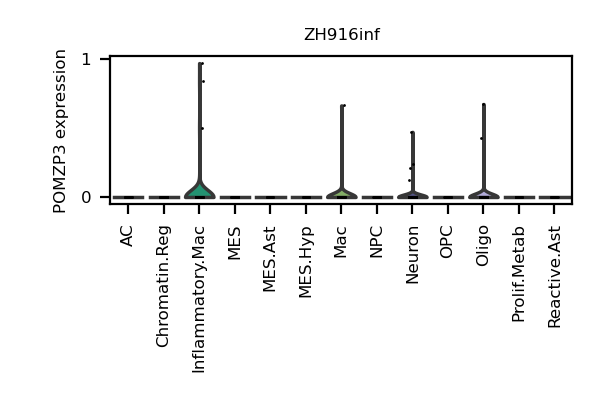 ZH916inf
POMZP3 expression
1
0
AC
Chromatin.Reg
Inflammatory.Mac
MES
MES.Ast
MES.Hyp
Mac
NPC
Neuron
OPC
Oligo
Prolif.Metab
Reactive.Ast